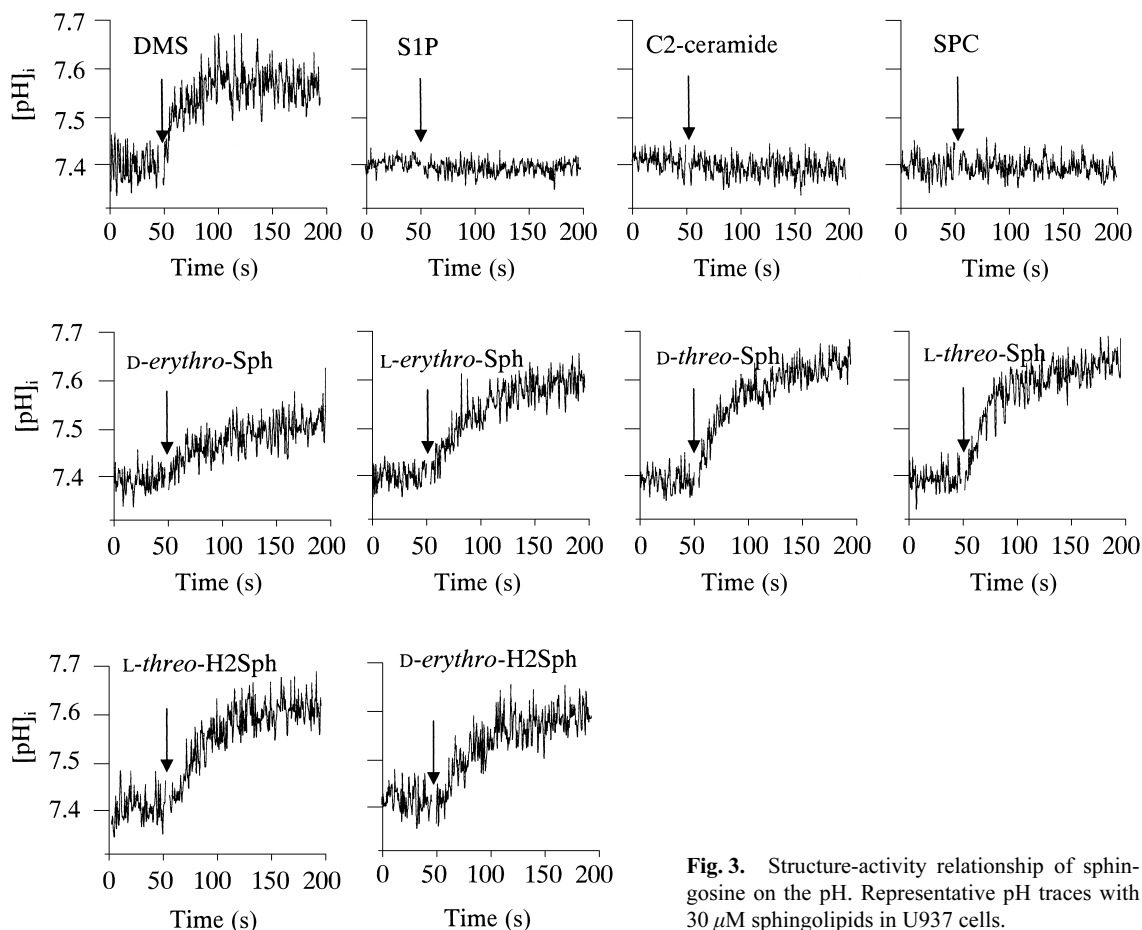 DMS
S1P
C2-ceramide
SPC
[pH]i
7.7
7.6
7.5
7.4
0 50 100 150 200
0 50 100 150 200
0 50 100 150 200
0 50 100 150 200
Time (s)
Time (s)
Time (s)
Time (s)
D-erythro-Sph
L-erythro-Sph
D-threo-Sph
L-threo-Sph
[pH]i
7.7
7.6
7.5
7.4
0 50 100 150 200
0 50 100 150 200
0 50 100 150 200
0 50 100 150 200
Time (s)
Time (s)
Time (s)
Time (s)
L-threo-H2Sph
D-erythro-H2Sph
[pH]i
7.7
7.6
7.5
7.4
0 50 100 150 200
0 50 100 150 200
Time (s)
Time (s)
Fig. 3. Structure-activity relationship of sphin-
gosine on the pH. Representative pH traces with
30 μM sphingolipids in U937 cells.